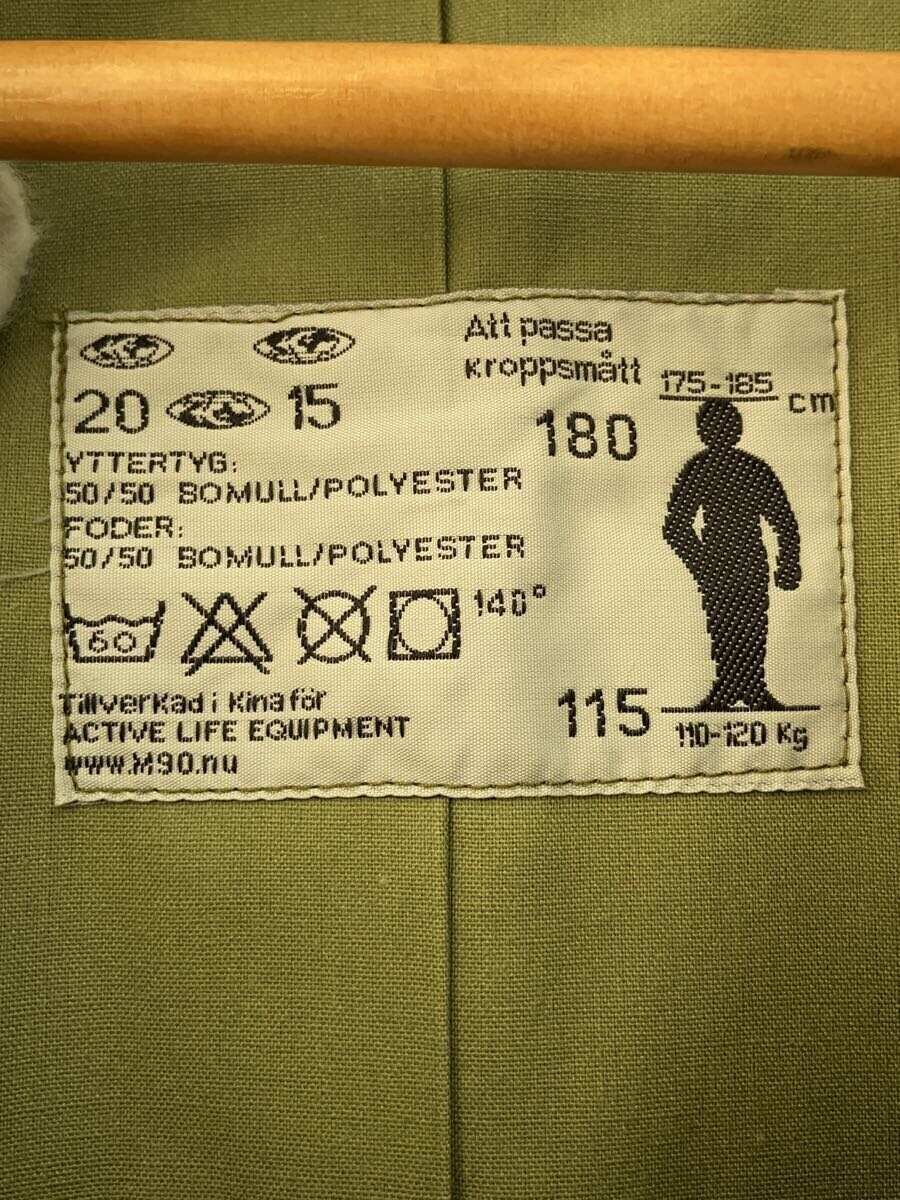 Att passa
kroppsmått
175-185 cm
20 15
180
YTTERTYG:
50/50 BOMULL/POLYESTER
FODER:
50/50 BOMULL/POLYESTER
60
140°
Tillverkad i Kina för
ACTIVE LIFE EQUIPMENT
www.M90.nu
115
110-120 Kg